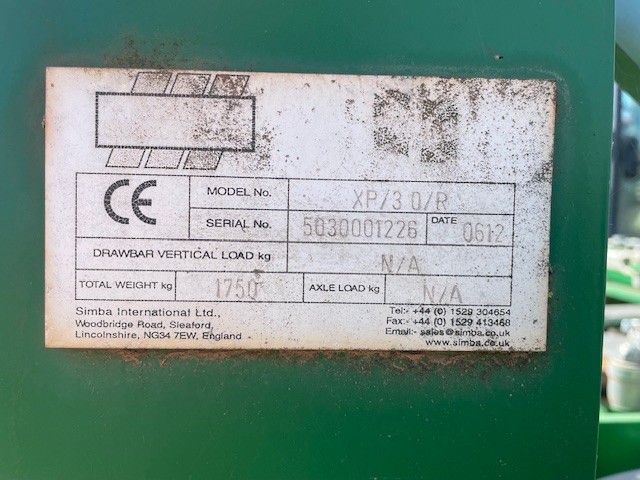 CE
MODEL No. XP/3 0/R
SERIAL No. 5030001226 DATE 0612
DRAWBAR VERTICAL LOAD kg N/A
TOTAL WEIGHT kg 1750 AXLE LOAD kg N/A
Simba International Ltd.,
Woodbridge Road, Sleaford,
Lincolnshire, NG34 7EW, England
Tel:- +44 (0) 1529 304654
Fax:- +44 (0) 1529 413468
Email:- sales@simba.co.uk
www.simba.co.uk